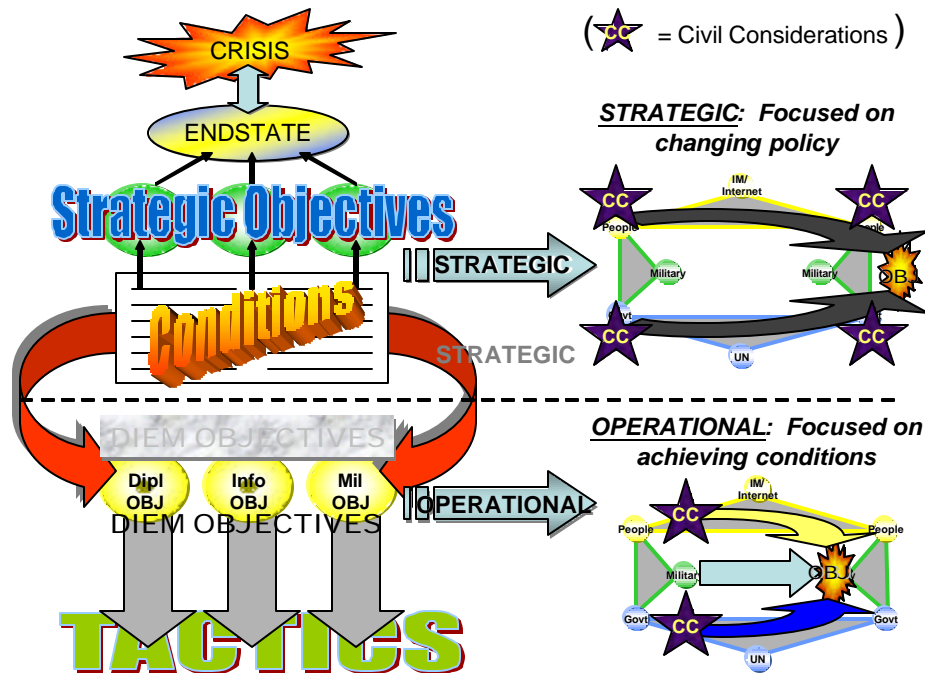 CRISIS
ENDSTATE
Strategic Objectives
Conditions
STRATEGIC
STRATEGIC
DIEM OBJECTIVES
Dipl
OBJ
Info
OBJ
Mil
OBJ
DIEM OBJECTIVES
OPERATIONAL
TACTICS
( CC = Civil Considerations )
STRATEGIC: Focused on
changing policy
CC
IM/
Internet
CC
People
Military
Military
OB
Govt
CC
CC
UN
OPERATIONAL: Focused on
achieving conditions
IM/
Internet
CC
People
People
Military
OBJ
Govt
CC
Govt
UN